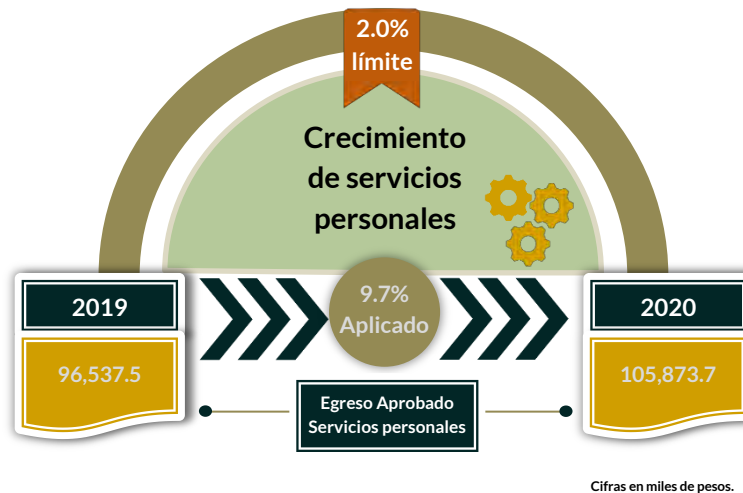 2.0%
límite
Crecimiento
de servicios
personales
2019
9.7%
Aplicado
2020
96,537.5
105,873.7
Egreso Aprobado
Servicios personales
Cifras en miles de pesos.